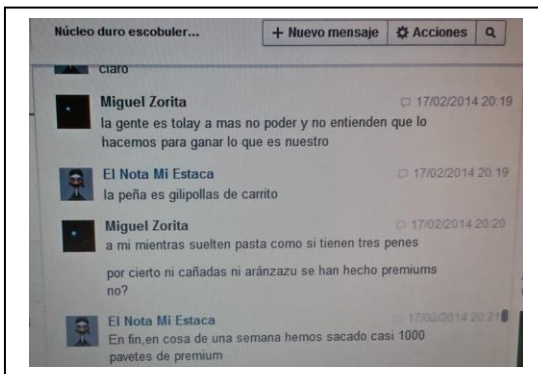 Núcleo duro escobuler...
+ Nuevo mensaje
Acciones
claro
Miguel Zorita
17/02/2014 20:19
la gente es tolay a mas no poder y no entienden que lo
hacemos para ganar lo que es nuestro
El Nota Mi Estaca
17/02/2014 20:19
la peña es gilipollas de carrito
Miguel Zorita
17/02/2014 20:20
a mi mientras suelten pasta como si tienen tres penes
por cierto ni cañadas ni aránzazu se han hecho premiums
no?
El Nota Mi Estaca
17/02/2014 20:21
En fin,en cosa de una semana hemos sacado casi 1000
pavetes de premium